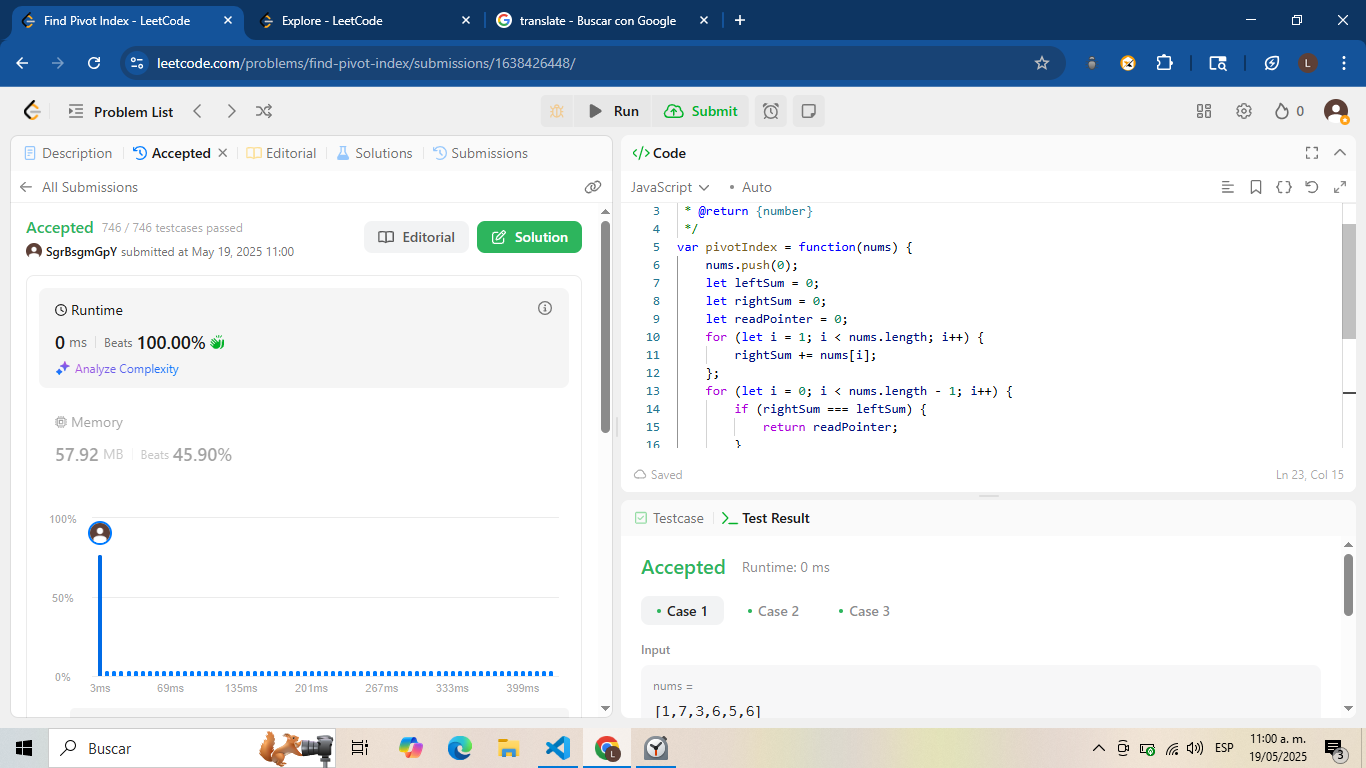 Find Pivot Index - LeetCode
Explore - LeetCode
translate - Buscar con Google
leetcode.com/problems/find-pivot-index/submissions/1638426448/
L
Problem List
Run
Submit
0
Description
Accepted
Editorial
Solutions
Submissions
All Submissions
Accepted 746 / 746 testcases passed
SgrBsgmGpY submitted at May 19, 2025 11:00
Editorial
Solution
Runtime
0 ms Beats 100.00%
Analyze Complexity
Memory
57.92 MB Beats 45.90%
100%
50%
0%
3ms 69ms 135ms 201ms 267ms 333ms 399ms
</> Code
JavaScript
Auto
3 * @return {number}
4 */
5 var pivotIndex = function(nums) {
6 nums.push(0);
7 let leftSum = 0;
8 let rightSum = 0;
9 let readPointer = 0;
10 for (let i = 1; i < nums.length; i++) {
11 rightSum += nums[i];
12 };
13 for (let i = 0; i < nums.length - 1; i++) {
14 if (rightSum === leftSum) {
15 return readPointer;
16 }
Saved
Ln 23, Col 15
Testcase
Test Result
Accepted Runtime: 0 ms
Case 1 Case 2 Case 3
Input
nums =
[1,7,3,6,5,6]
Buscar
L
ESP
11:00 a. m.
19/05/2025
3